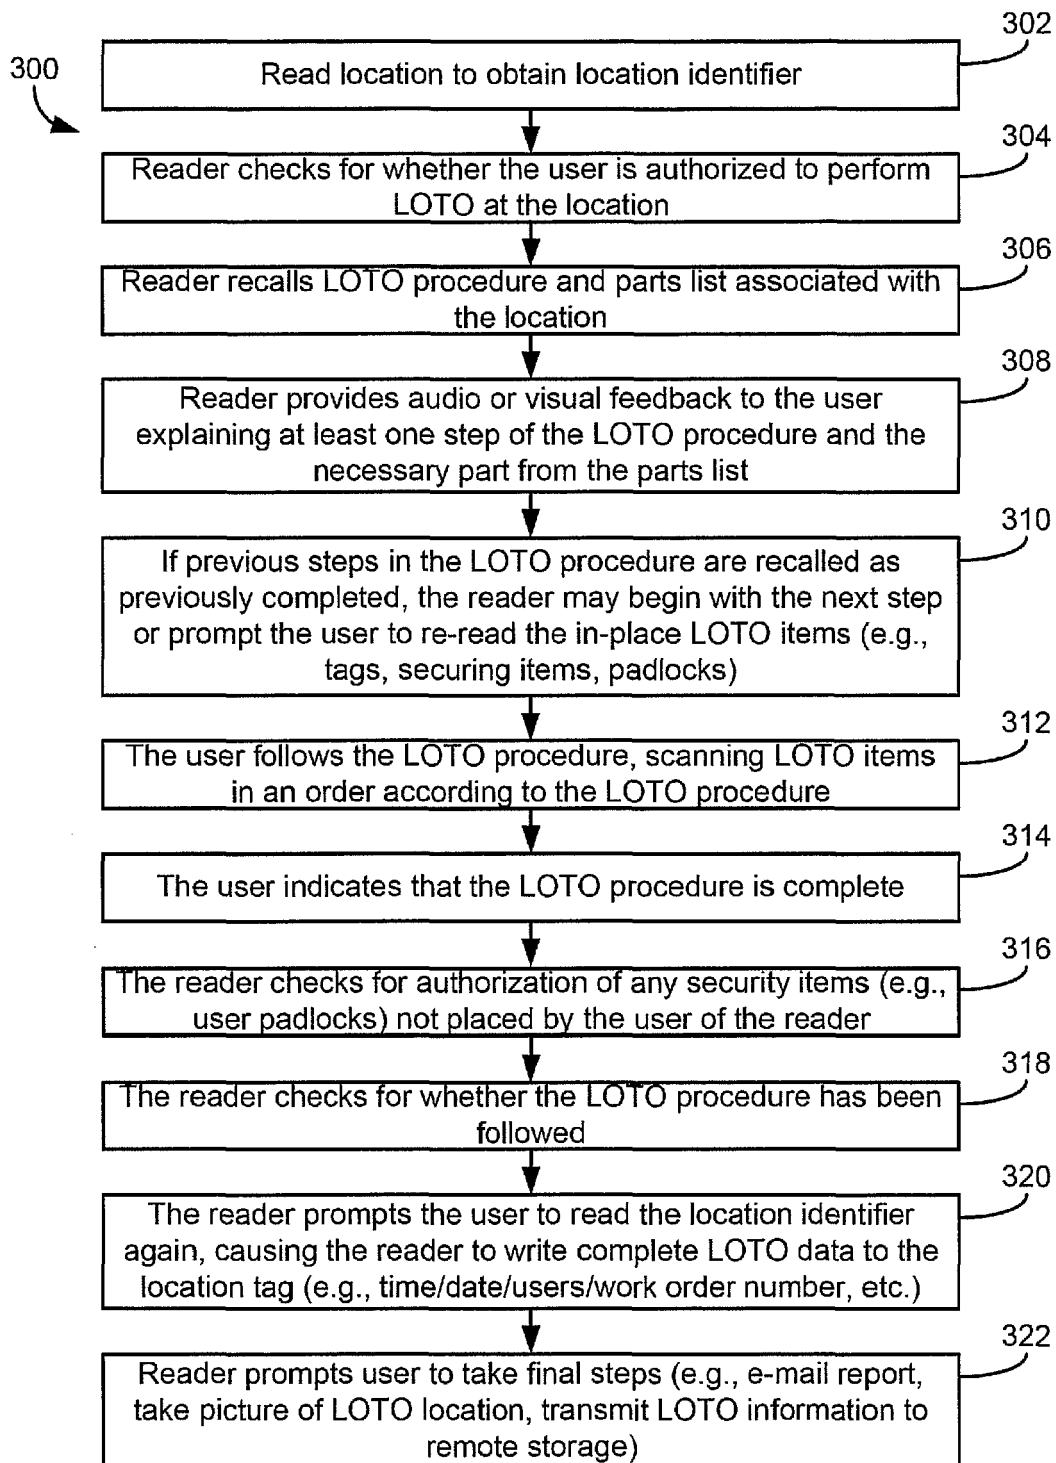 302
300
Read location to obtain location identifier
304
Reader checks for whether the user is authorized to perform
LOTO at the location
306
Reader recalls LOTO procedure and parts list associated with
the location
308
Reader provides audio or visual feedback to the user
explaining at least one step of the LOTO procedure and the
necessary part from the parts list
310
If previous steps in the LOTO procedure are recalled as
previously completed, the reader may begin with the next step
or prompt the user to re-read the in-place LOTO items (e.g.,
tags, securing items, padlocks)
312
The user follows the LOTO procedure, scanning LOTO items
in an order according to the LOTO procedure
314
The user indicates that the LOTO procedure is complete
316
The reader checks for authorization of any security items (e.g.,
user padlocks) not placed by the user of the reader
318
The reader checks for whether the LOTO procedure has been
followed
320
The reader prompts the user to read the location identifier
again, causing the reader to write complete LOTO data to the
location tag (e.g., time/date/users/work order number, etc.)
322
Reader prompts user to take final steps (e.g., e-mail report,
take picture of LOTO location, transmit LOTO information to
remote storage)